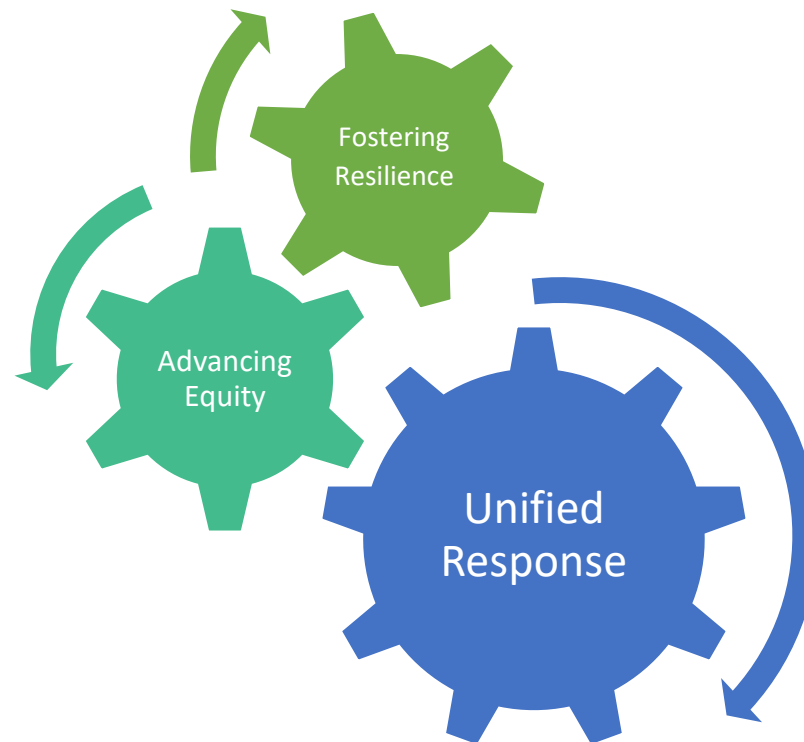 Fostering
Resilience
Advancing
Equity
Unified
Response